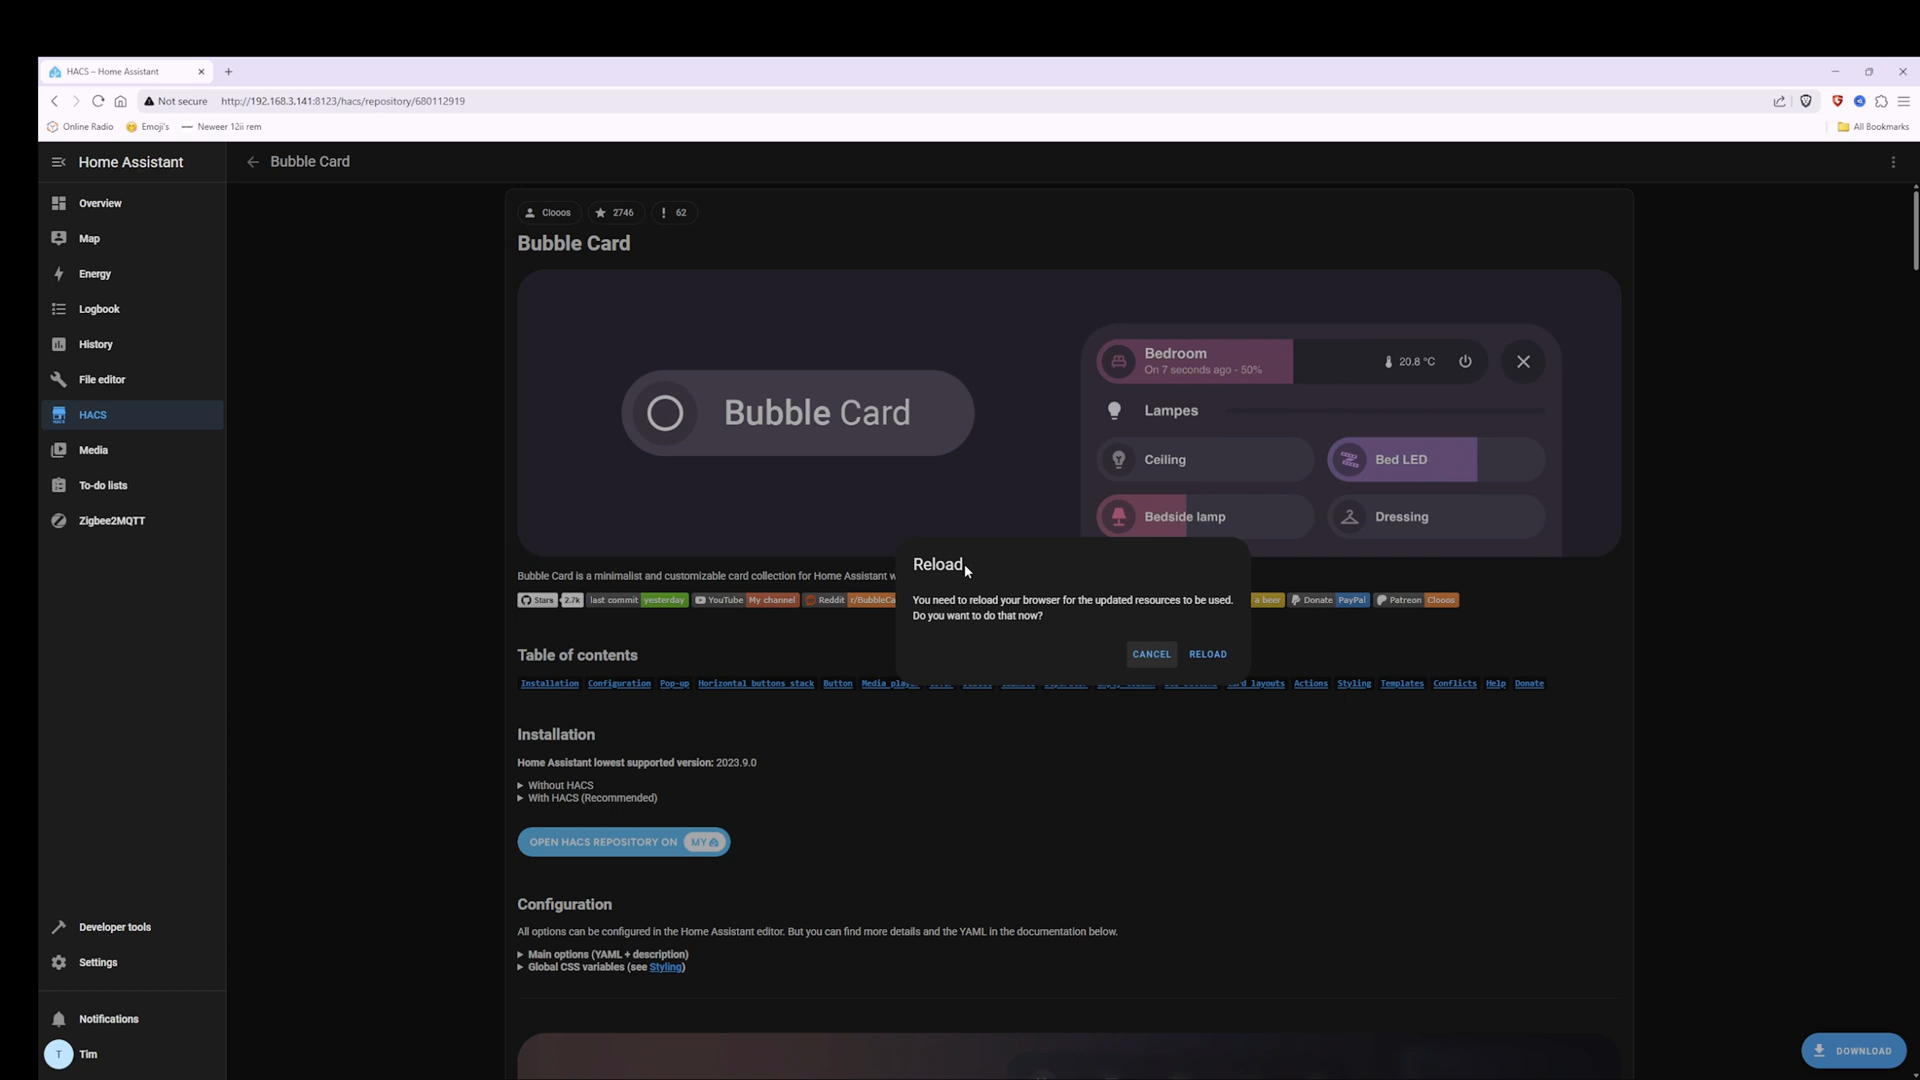 HACS – Home Assistant
Not secure http://192.168.3.141:8123/hacs/repository/680112919
Online Radio Emoji's Neweer 12ii rem All Bookmarks
Home Assistant
Bubble Card
Overview
Map
Energy
Logbook
History
File editor
HACS
Media
To-do lists
Zigbee2MQTT
Developer tools
Settings
Notifications
T Tim
Clooos 2746 62
Bubble Card
Bubble Card
Bedroom
On 7 seconds ago - 50%
20.8 °C
Lampes
Ceiling Bed LED
Bedside lamp Dressing
Bubble Card is a minimalist and customizable card collection for Home Assistant
Stars 2.7k last commit yesterday YouTube My channel Reddit a beer Donate PayPal Patreon Clooos
Reload
You need to reload your browser for the updated resources to be used.
Do you want to do that now?
CANCEL RELOAD
Table of contents
Installation Configuration Pop-up Horizontal buttons stack Button Media layouts Actions Styling Templates Conflicts Help Donate
Installation
Home Assistant lowest supported version: 2023.9.0
Without HACS
With HACS (Recommended)
OPEN HACS REPOSITORY ON MY
Configuration
All options can be configured in the Home Assistant editor. But you can find more details and the YAML in the documentation below.
Main options (YAML + description)
Global CSS variables (see Styling)
DOWNLOAD